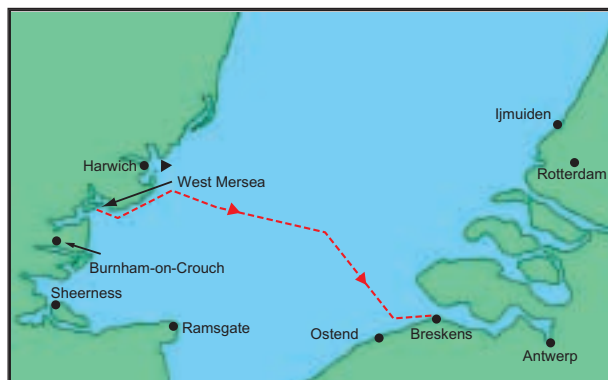 Ijmuiden
Harwich
Rotterdam
West Mersea
Burnham-on-Crouch
Sheerness
Ramsgate
Ostend
Breskens
Antwerp